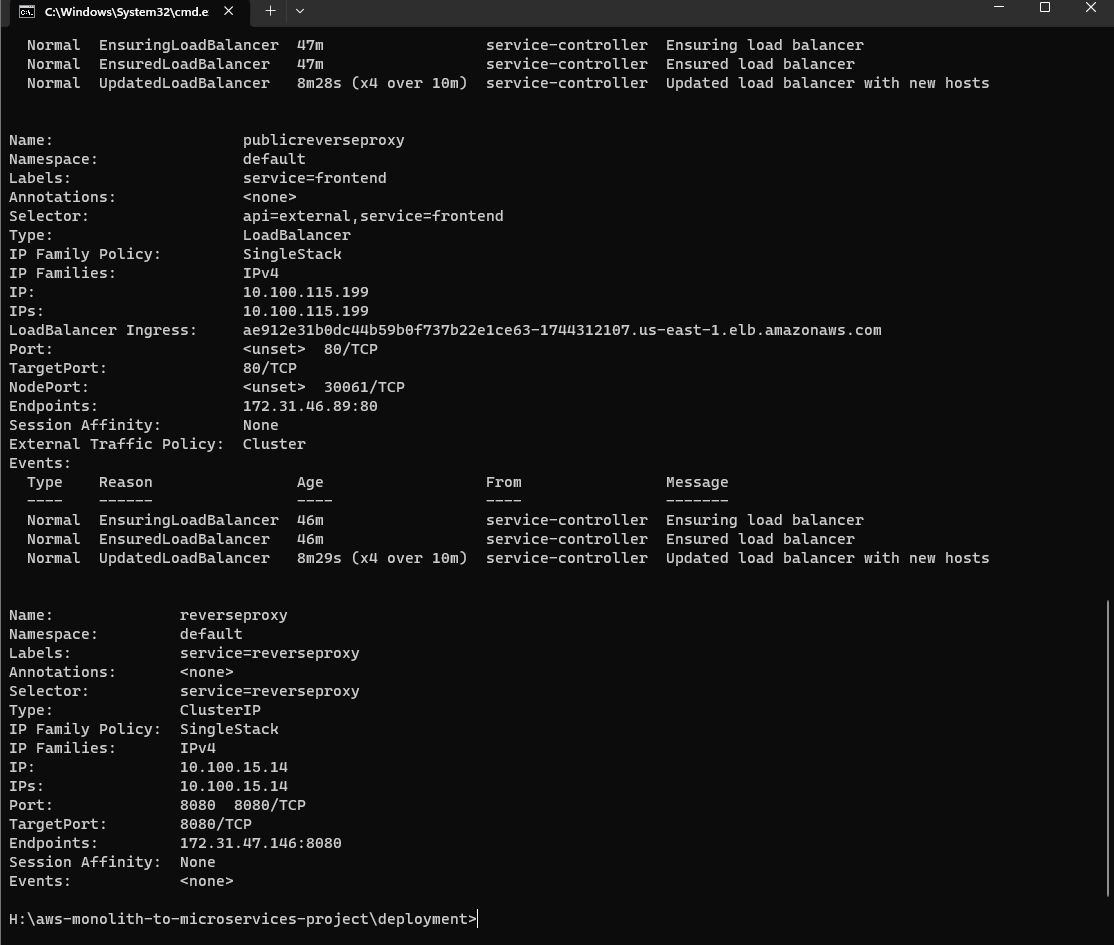 C:\Windows\System32\cmd.e
Normal  EnsuringLoadBalancer  47m                  service-controller  Ensuring load balancer
Normal  EnsuredLoadBalancer   47m                  service-controller  Ensured load balancer
Normal  UpdatedLoadBalancer   8m28s (x4 over 10m)  service-controller  Updated load balancer with new hosts
Name:                     publicreverseproxy
Namespace:                default
Labels:                   service=frontend
Annotations:              <none>
Selector:                 api=external,service=frontend
Type:                     LoadBalancer
IP Family Policy:         SingleStack
IP Families:              IPv4
IP:                       10.100.115.199
IPs:                      10.100.115.199
LoadBalancer Ingress:     ae912e31b0dc44b59b0f737b22e1ce63-1744312107.us-east-1.elb.amazonaws.com
Port:                     <unset>  80/TCP
TargetPort:               80/TCP
NodePort:                 <unset>  30061/TCP
Endpoints:                172.31.46.89:80
Session Affinity:         None
External Traffic Policy:  Cluster
Events:
Type    Reason                Age                  From                Message
----    ------                ----                 ----                -------
Normal  EnsuringLoadBalancer  46m                  service-controller  Ensuring load balancer
Normal  EnsuredLoadBalancer   46m                  service-controller  Ensured load balancer
Normal  UpdatedLoadBalancer   8m29s (x4 over 10m)  service-controller  Updated load balancer with new hosts
Name:              reverseproxy
Namespace:         default
Labels:            service=reverseproxy
Annotations:       <none>
Selector:          service=reverseproxy
Type:              ClusterIP
IP Family Policy:  SingleStack
IP Families:       IPv4
IP:                10.100.15.14
IPs:               10.100.15.14
Port:              8080  8080/TCP
TargetPort:        8080/TCP
Endpoints:         172.31.47.146:8080
Session Affinity:  None
Events:            <none>
H:\aws-monolith-to-microservices-project\deployment>